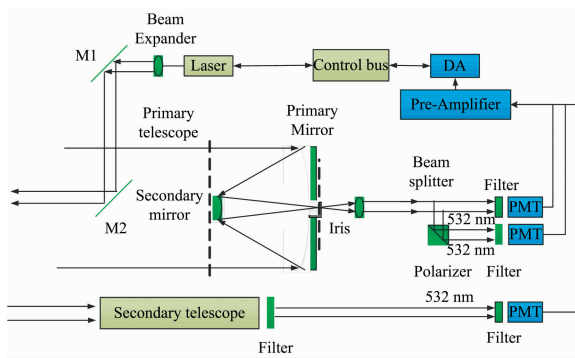 Beam
Expander
M1
Laser
Control bus
DA
Pre-Amplifier
Primary
telescope
Primary
Mirror
Beam
splitter
Filter
PMT
532 nm
Secondary
mirror
M2
Iris
PMT
532 nm
Polarizer
Filter
532 nm
Secondary telescope
PMT
Filter
Filter